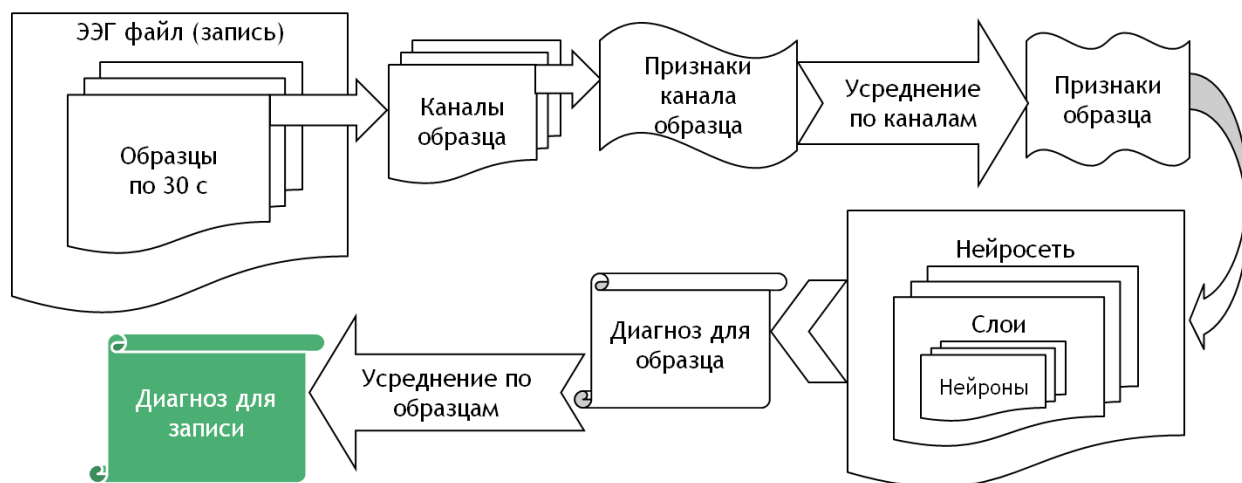 ЭЭГ файл (запись)
Образцы
по 30 с
Каналы
образца
Признаки
канала
образца
Усреднение
по каналам
Признаки
образца
Нейросеть
Слои
Нейроны
Диагноз для
образца
Усреднение по
образцам
Диагноз для
записи